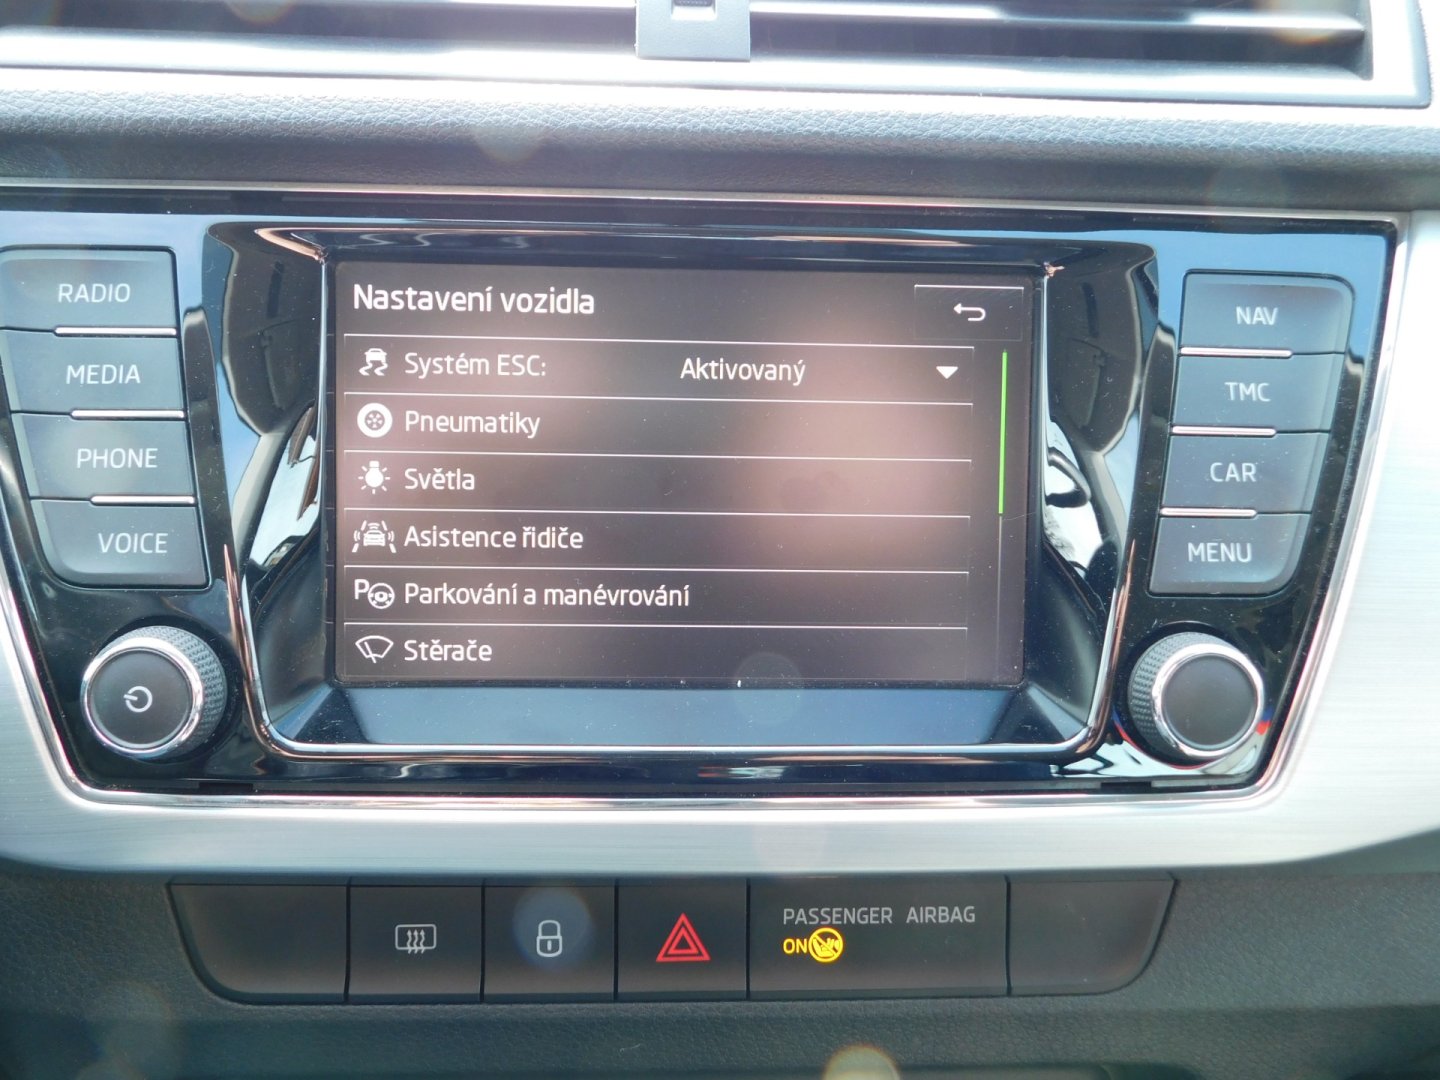 RADIO
MEDIA
PHONE
VOICE
Nastavení vozidla
Systém ESC: Aktivovaný
Pneumatiky
Světla
Asistence řidiče
P Parkování a manévrování
Stěrače
NAV
TMC
CAR
MENU
PASSENGER AIRBAG
ON